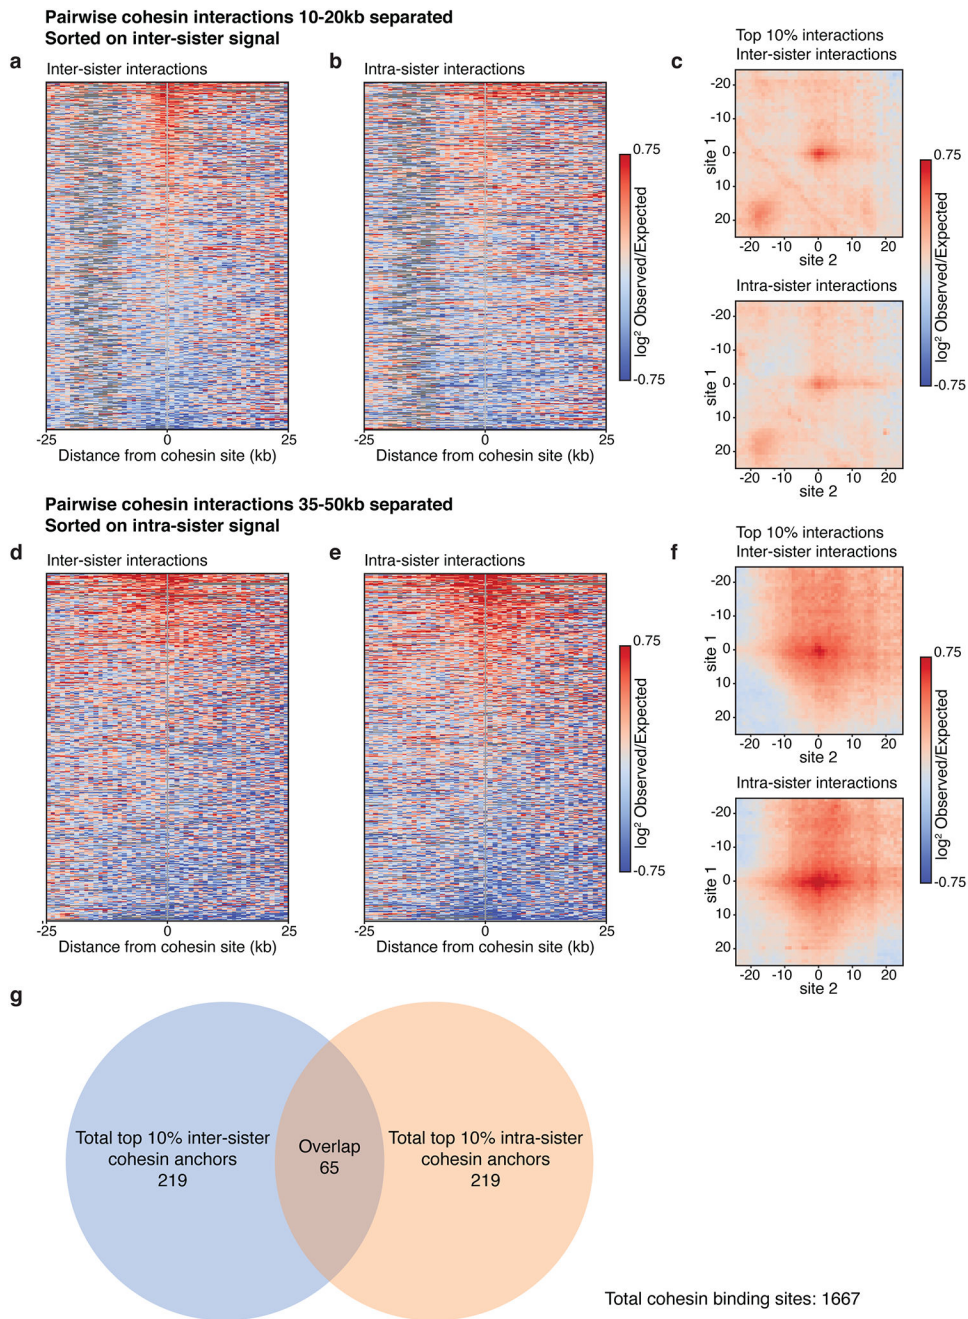 Pairwise cohesin interactions 10-20kb separated
Sorted on inter-sister signal
a
Inter-sister interactions
-25
0
25
Distance from cohesin site (kb)
b
Intra-sister interactions
-25
0
25
Distance from cohesin site (kb)
0.75
log² Observed/Expected
-0.75
c
Top 10% interactions
Inter-sister interactions
-20
-10
0
10
20
site 1
-20 -10 0 10 20
site 2
Intra-sister interactions
-20
-10
0
10
20
site 1
-20 -10 0 10 20
site 2
0.75
log² Observed/Expected
-0.75
Pairwise cohesin interactions 35-50kb separated
Sorted on intra-sister signal
d
Inter-sister interactions
-25
0
25
Distance from cohesin site (kb)
e
Intra-sister interactions
-25
0
25
Distance from cohesin site (kb)
0.75
log² Observed/Expected
-0.75
f
Top 10% interactions
Inter-sister interactions
-20
-10
0
10
20
site 1
-20 -10 0 10 20
site 2
Intra-sister interactions
-20
-10
0
10
20
site 1
-20 -10 0 10 20
site 2
0.75
log² Observed/Expected
-0.75
g
Total top 10% inter-sister
cohesin anchors
219
Overlap
65
Total top 10% intra-sister
cohesin anchors
219
Total cohesin binding sites: 1667